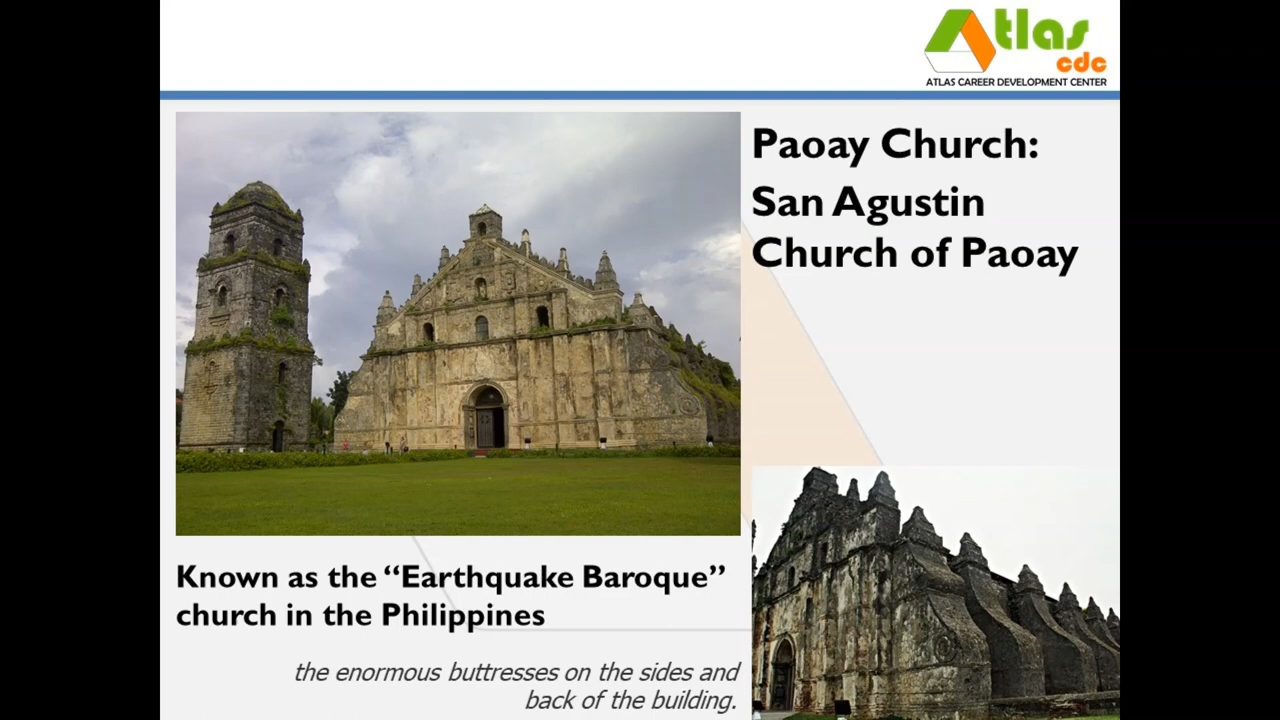 Atlas
cdc
ATLAS CAREER DEVELOPMENT CENTER
Paoay Church:
San Agustin
Church of Paoay
Known as the “Earthquake Baroque”
church in the Philippines
the enormous buttresses on the sides and
back of the building.